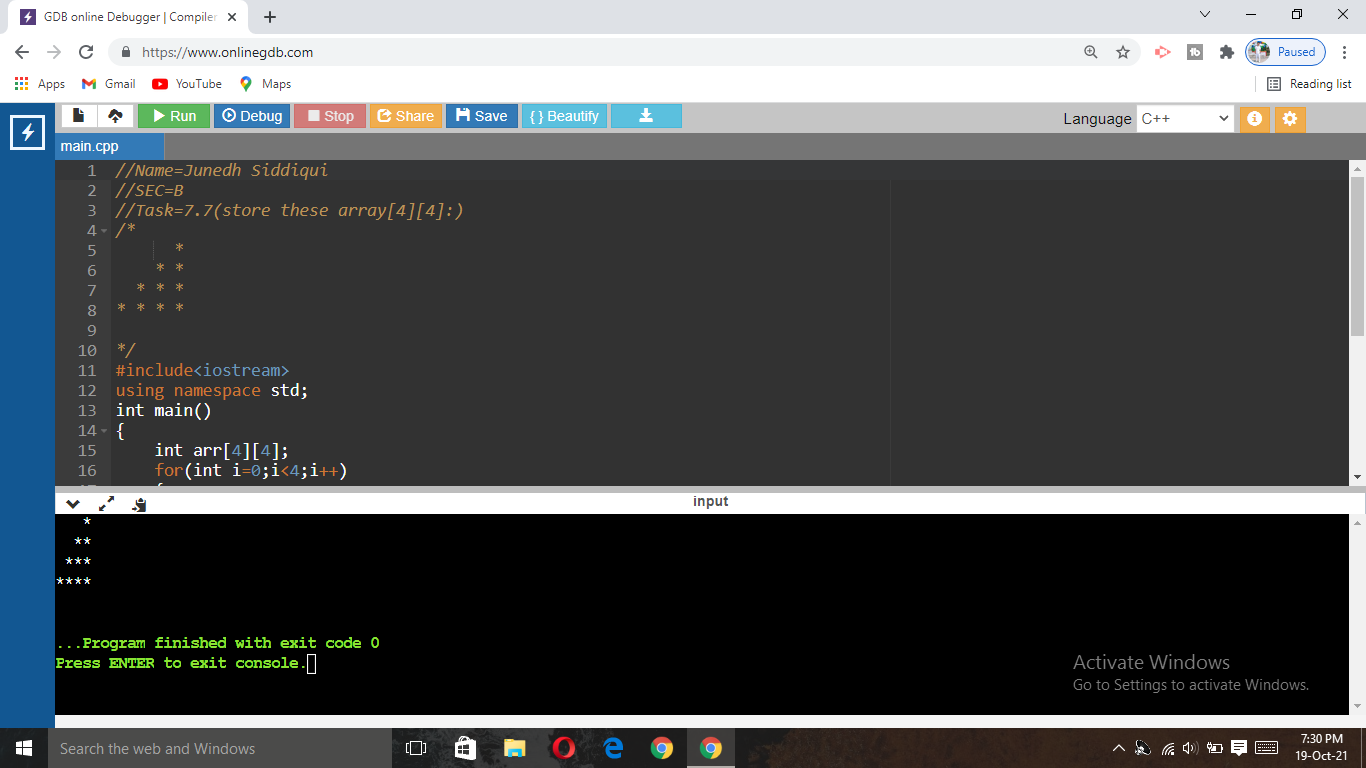 GDB online Debugger | Compiler
https://www.onlinegdb.com
Paused
Apps Gmail YouTube Maps Reading list
Run Debug Stop Share Save { } Beautify Language C++
main.cpp
1 //Name=Junedh Siddiqui
2 //SEC=B
3 //Task=7.7(store these array[4][4]:)
4 /*
5       *
6     * *
7   * * *
8 * * * *
9
10 */
11 #include<iostream>
12 using namespace std;
13 int main()
14 {
15     int arr[4][4];
16     for(int i=0;i<4;i++)
input
   *
  **
 ***
****
...Program finished with exit code 0
Press ENTER to exit console.
Activate Windows
Go to Settings to activate Windows.
Search the web and Windows
7:30 PM
19-Oct-21